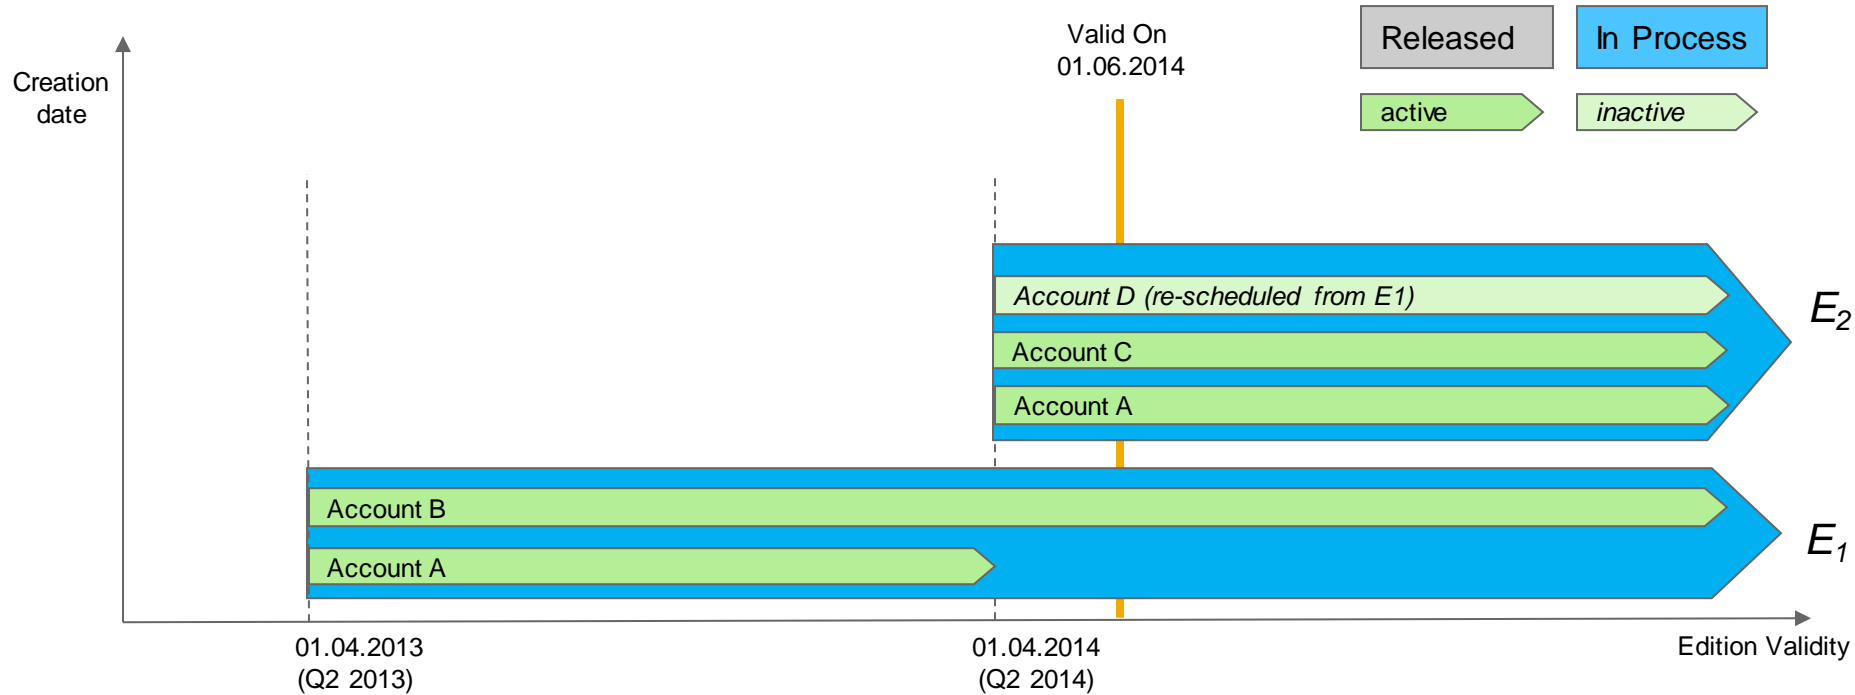 Valid On
01.06.2014
Released
In Process
active
inactive
Creation
date
Account D (re-scheduled from E1)
Account C
Account A
E2
Account B
Account A
E1
01.04.2013
(Q2 2013)
01.04.2014
(Q2 2014)
Edition Validity